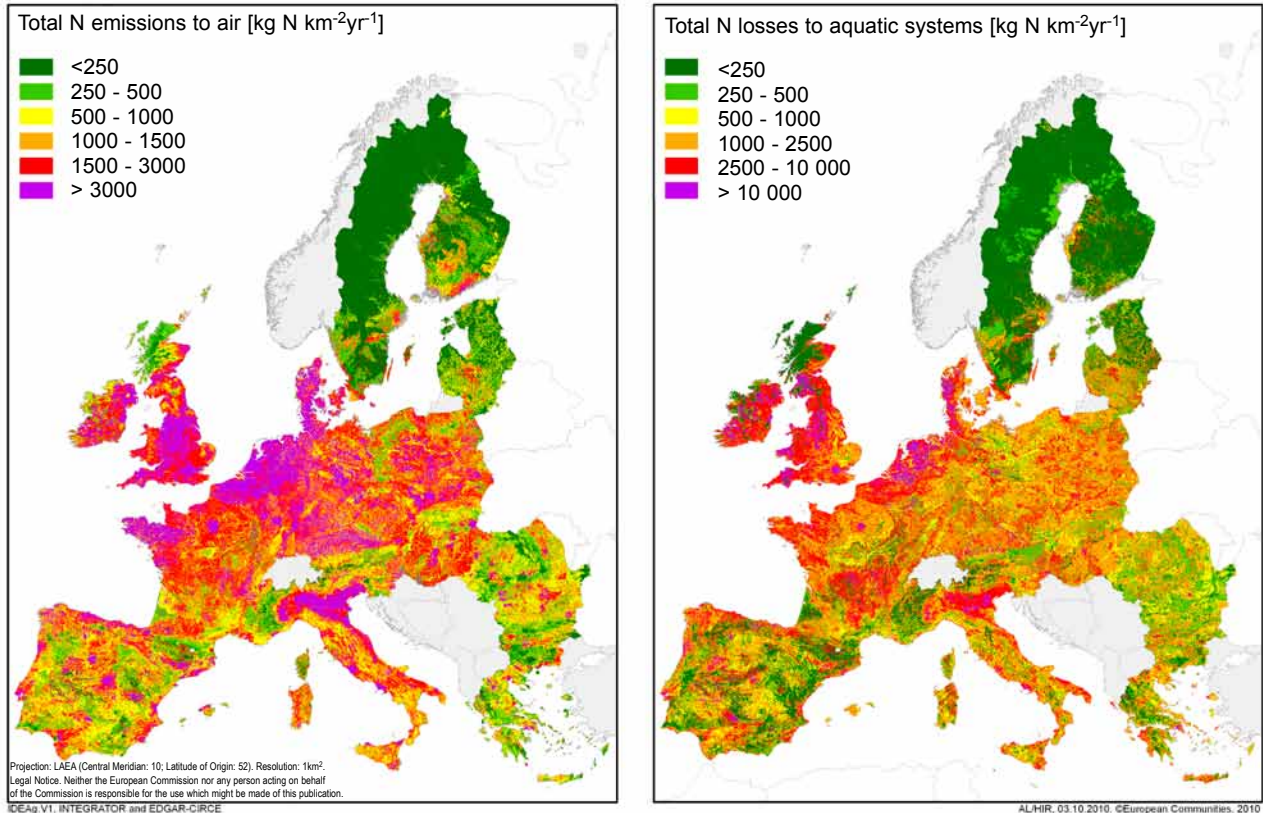 Total N emissions to air [kg N km-2yr-1]
<250
250 - 500
500 - 1000
1000 - 1500
1500 - 3000
> 3000
Projection: LAEA (Central Meridian: 10; Latitude of Origin: 52). Resolution: 1km².
Legal Notice. Neither the European Commission nor any person acting on behalf
of the Commission is responsible for the use which might be made of this publication.
IDEAg.V1, INTEGRATOR and EDGAR-CIRCE
Total N losses to aquatic systems [kg N km-2yr-1]
<250
250 - 500
500 - 1000
1000 - 2500
2500 - 10 000
> 10 000
AL/HIR, 03.10.2010. ©European Communities, 2010